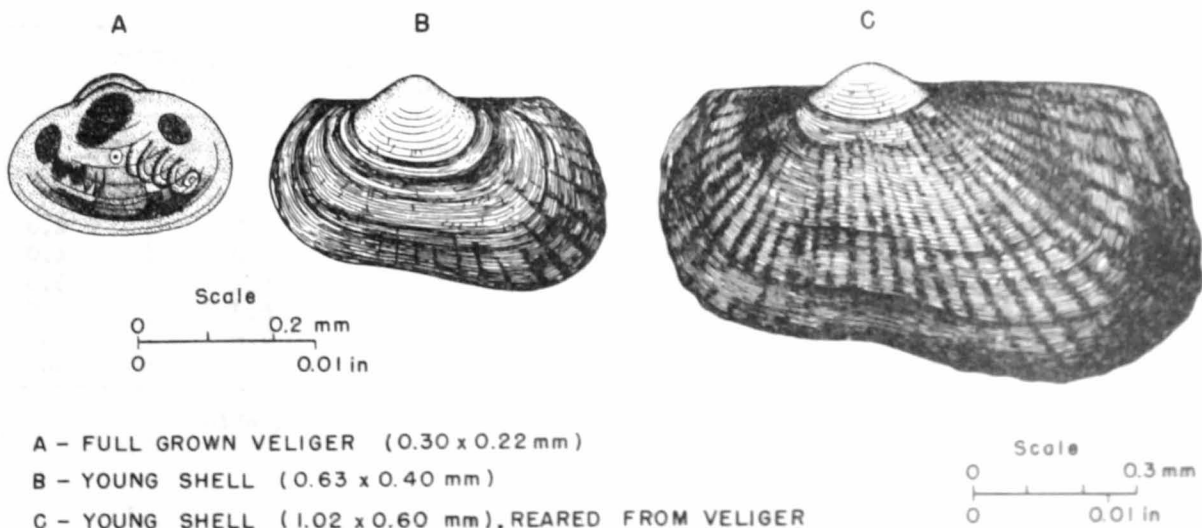 A
B
C
Scale
0 0.2 mm
0 0.01 in
A – FULL GROWN VELIGER (0.30 x 0.22 mm)
B – YOUNG SHELL (0.63 x 0.40 mm)
C – YOUNG SHELL (1.02 x 0.60 mm), REARED FROM VELIGER
Scale
0 0.3 mm
0 0.01 in